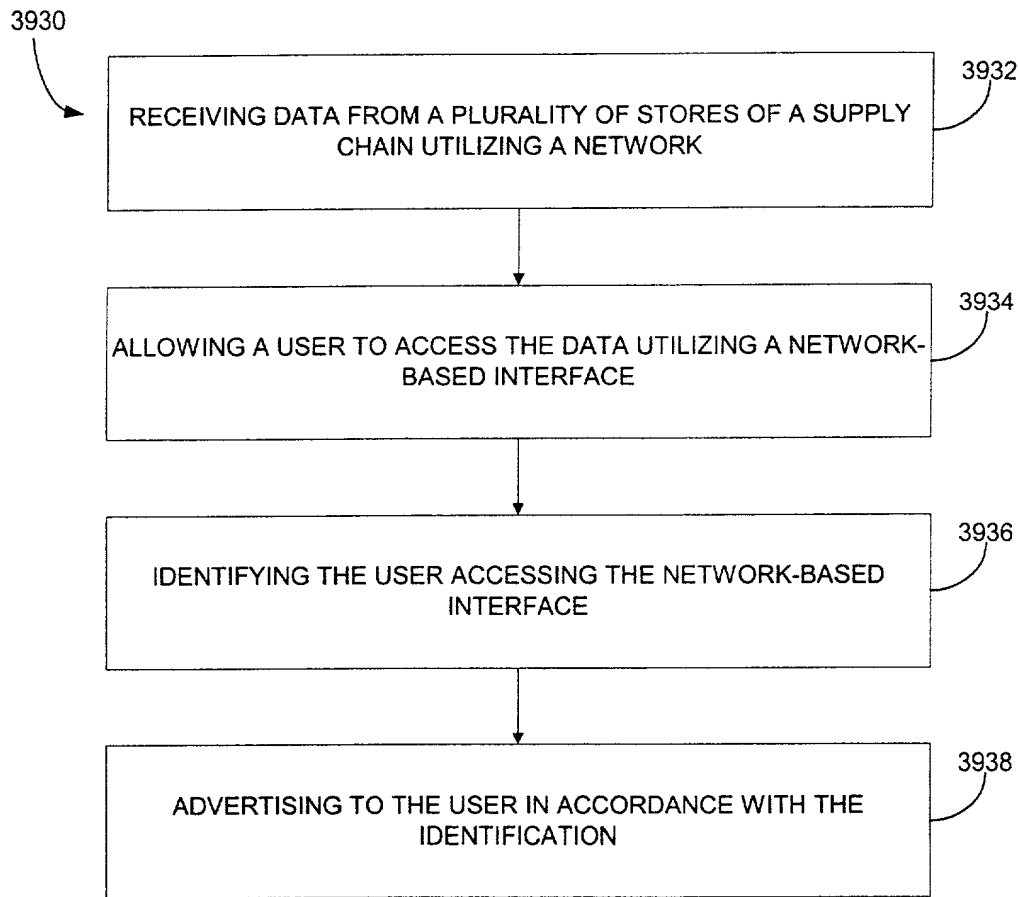 3930
3932
RECEIVING DATA FROM A PLURALITY OF STORES OF A SUPPLY
CHAIN UTILIZING A NETWORK
3934
ALLOWING A USER TO ACCESS THE DATA UTILIZING A NETWORK-
BASED INTERFACE
3936
IDENTIFYING THE USER ACCESSING THE NETWORK-BASED
INTERFACE
3938
ADVERTISING TO THE USER IN ACCORDANCE WITH THE
IDENTIFICATION